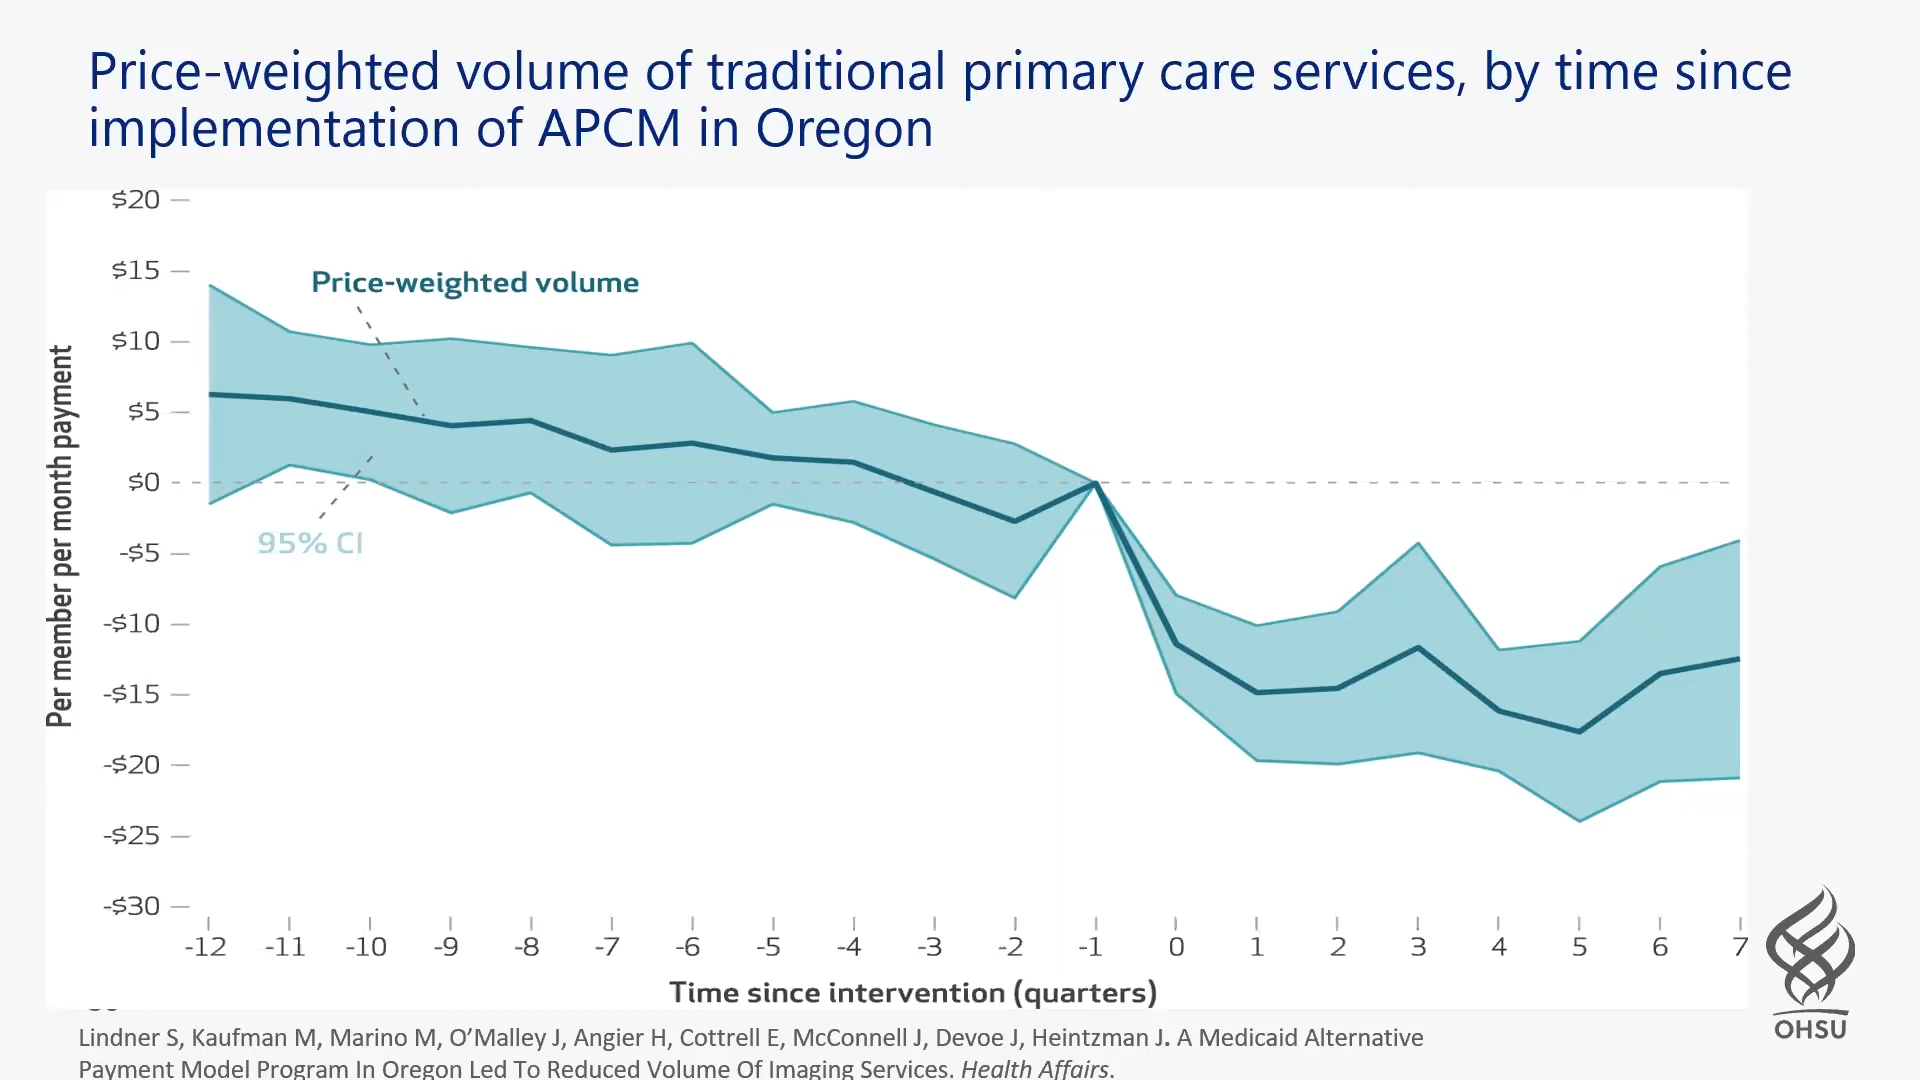 Price-weighted volume of traditional primary care services, by time since
implementation of APCM in Oregon
$20
$15
$10
$5
$0
-$5
-$10
-$15
-$20
-$25
-$30
Per member per month payment
Price-weighted volume
95% CI
-12 -11 -10 -9 -8 -7 -6 -5 -4 -3 -2 -1 0 1 2 3 4 5 6 7
Time since intervention (quarters)
Lindner S, Kaufman M, Marino M, O’Malley J, Angier H, Cottrell E, McConnell J, Devoe J, Heintzman J. A Medicaid Alternative
Payment Model Program In Oregon Led To Reduced Volume Of Imaging Services. Health Affairs.
OHSU